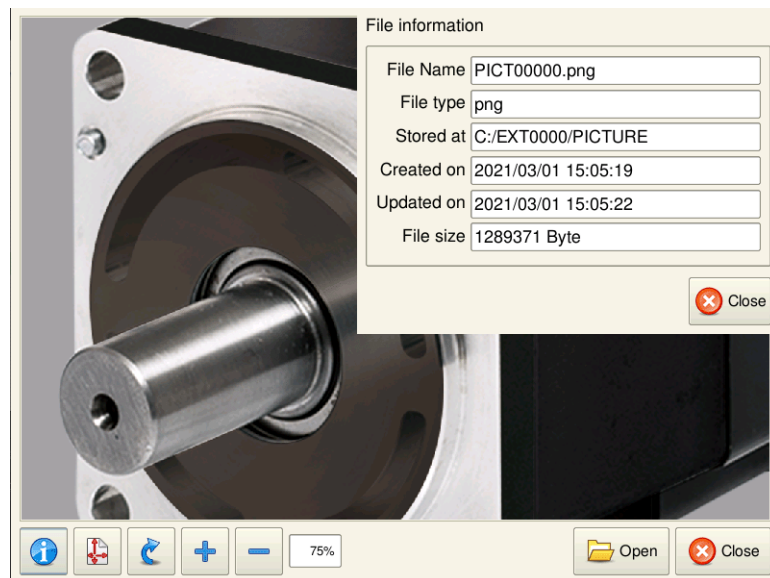 File information
File Name PICT00000.png
File type png
Stored at C:/EXT0000/PICTURE
Created on 2021/03/01 15:05:19
Updated on 2021/03/01 15:05:22
File size 1289371 Byte
Close
75%
Open
Close